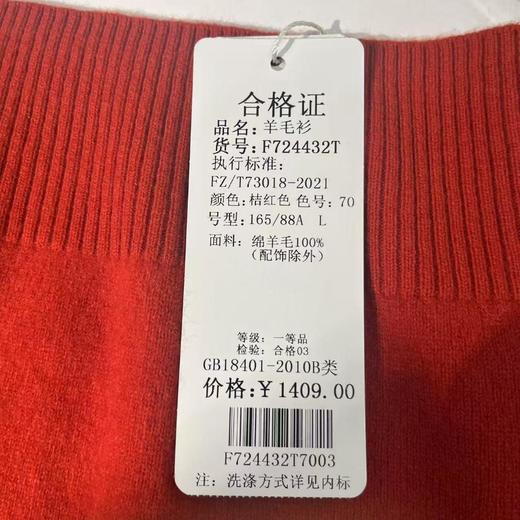 合格证
品名: 羊毛衫
货号: F724432T
执行标准:
FZ/T73018-2021
颜色: 桔红色 色号: 70
号型: 165/88A L
面料: 绵羊毛100%
(配饰除外)
等级: 一等品
检验: 合格03
GB18401-2010B类
价格: ¥ 1409.00
F724432T7003
注: 洗涤方式详见内标